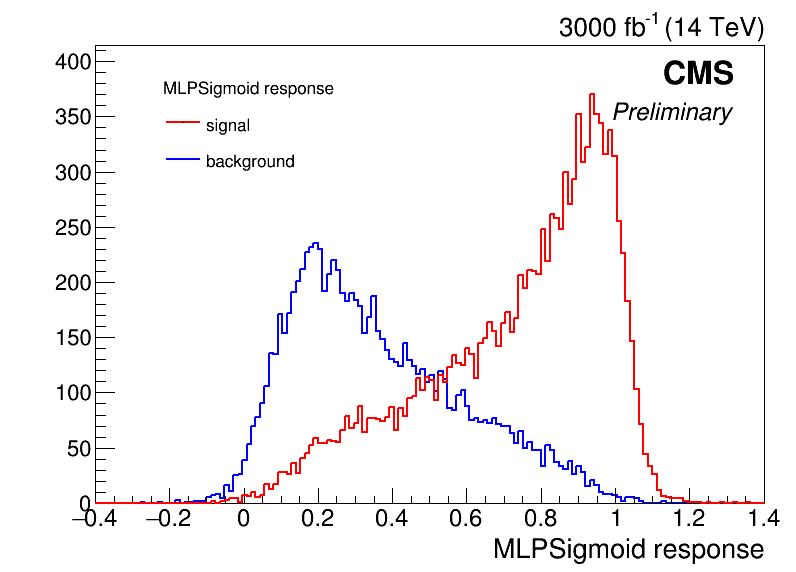 3000 fb⁻¹ (14 TeV)
CMS
Preliminary
MLPSigmoid response
signal
background
400
350
300
250
200
150
100
50
0
−0.4 −0.2 0 0.2 0.4 0.6 0.8 1 1.2 1.4
MLPSigmoid response